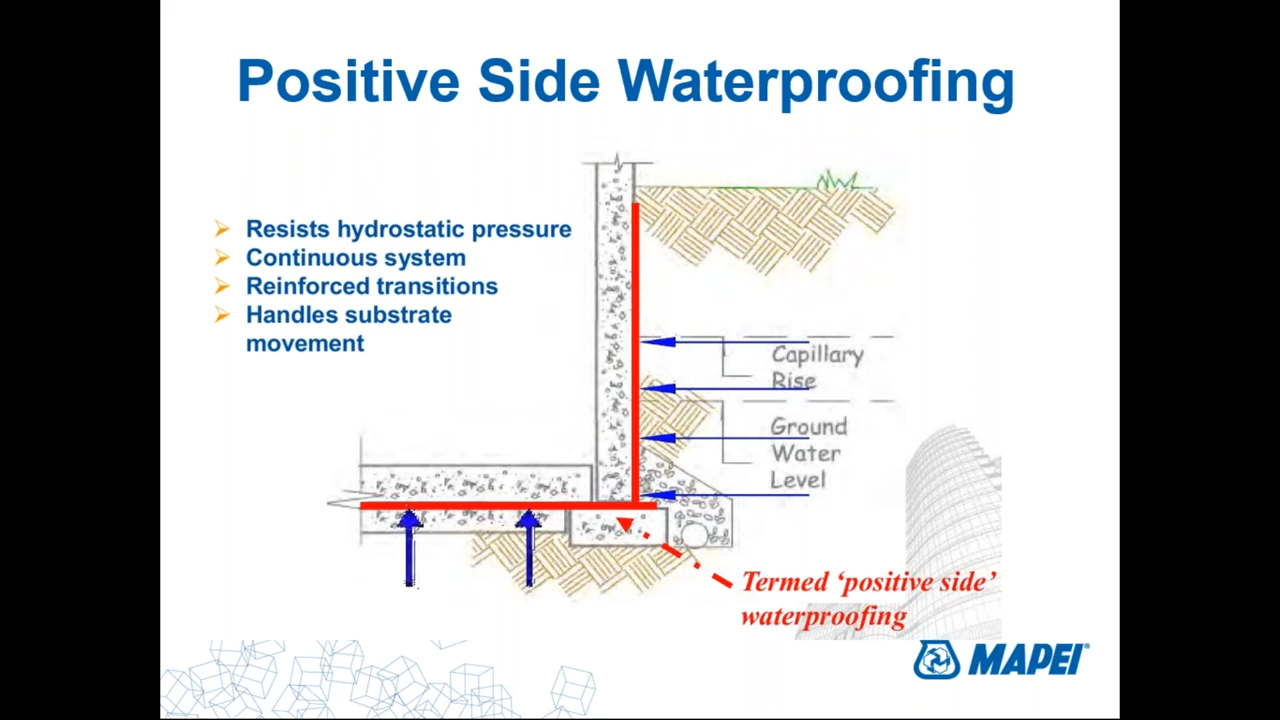 Positive Side Waterproofing
Resists hydrostatic pressure
Continuous system
Reinforced transitions
Handles substrate
movement
Capillary
Rise
Ground
Water
Level
Termed ‘positive side’
waterproofing
MAPEI®